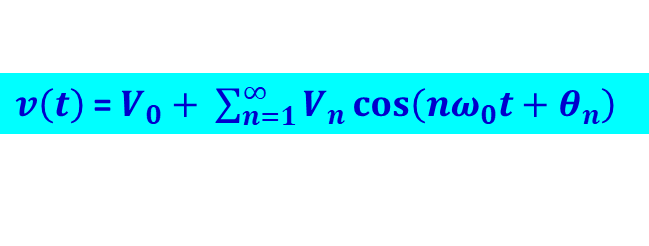 v(t) = V₀ + ∑ₙ₌₁^∞ Vₙ cos(nω₀t + θₙ)